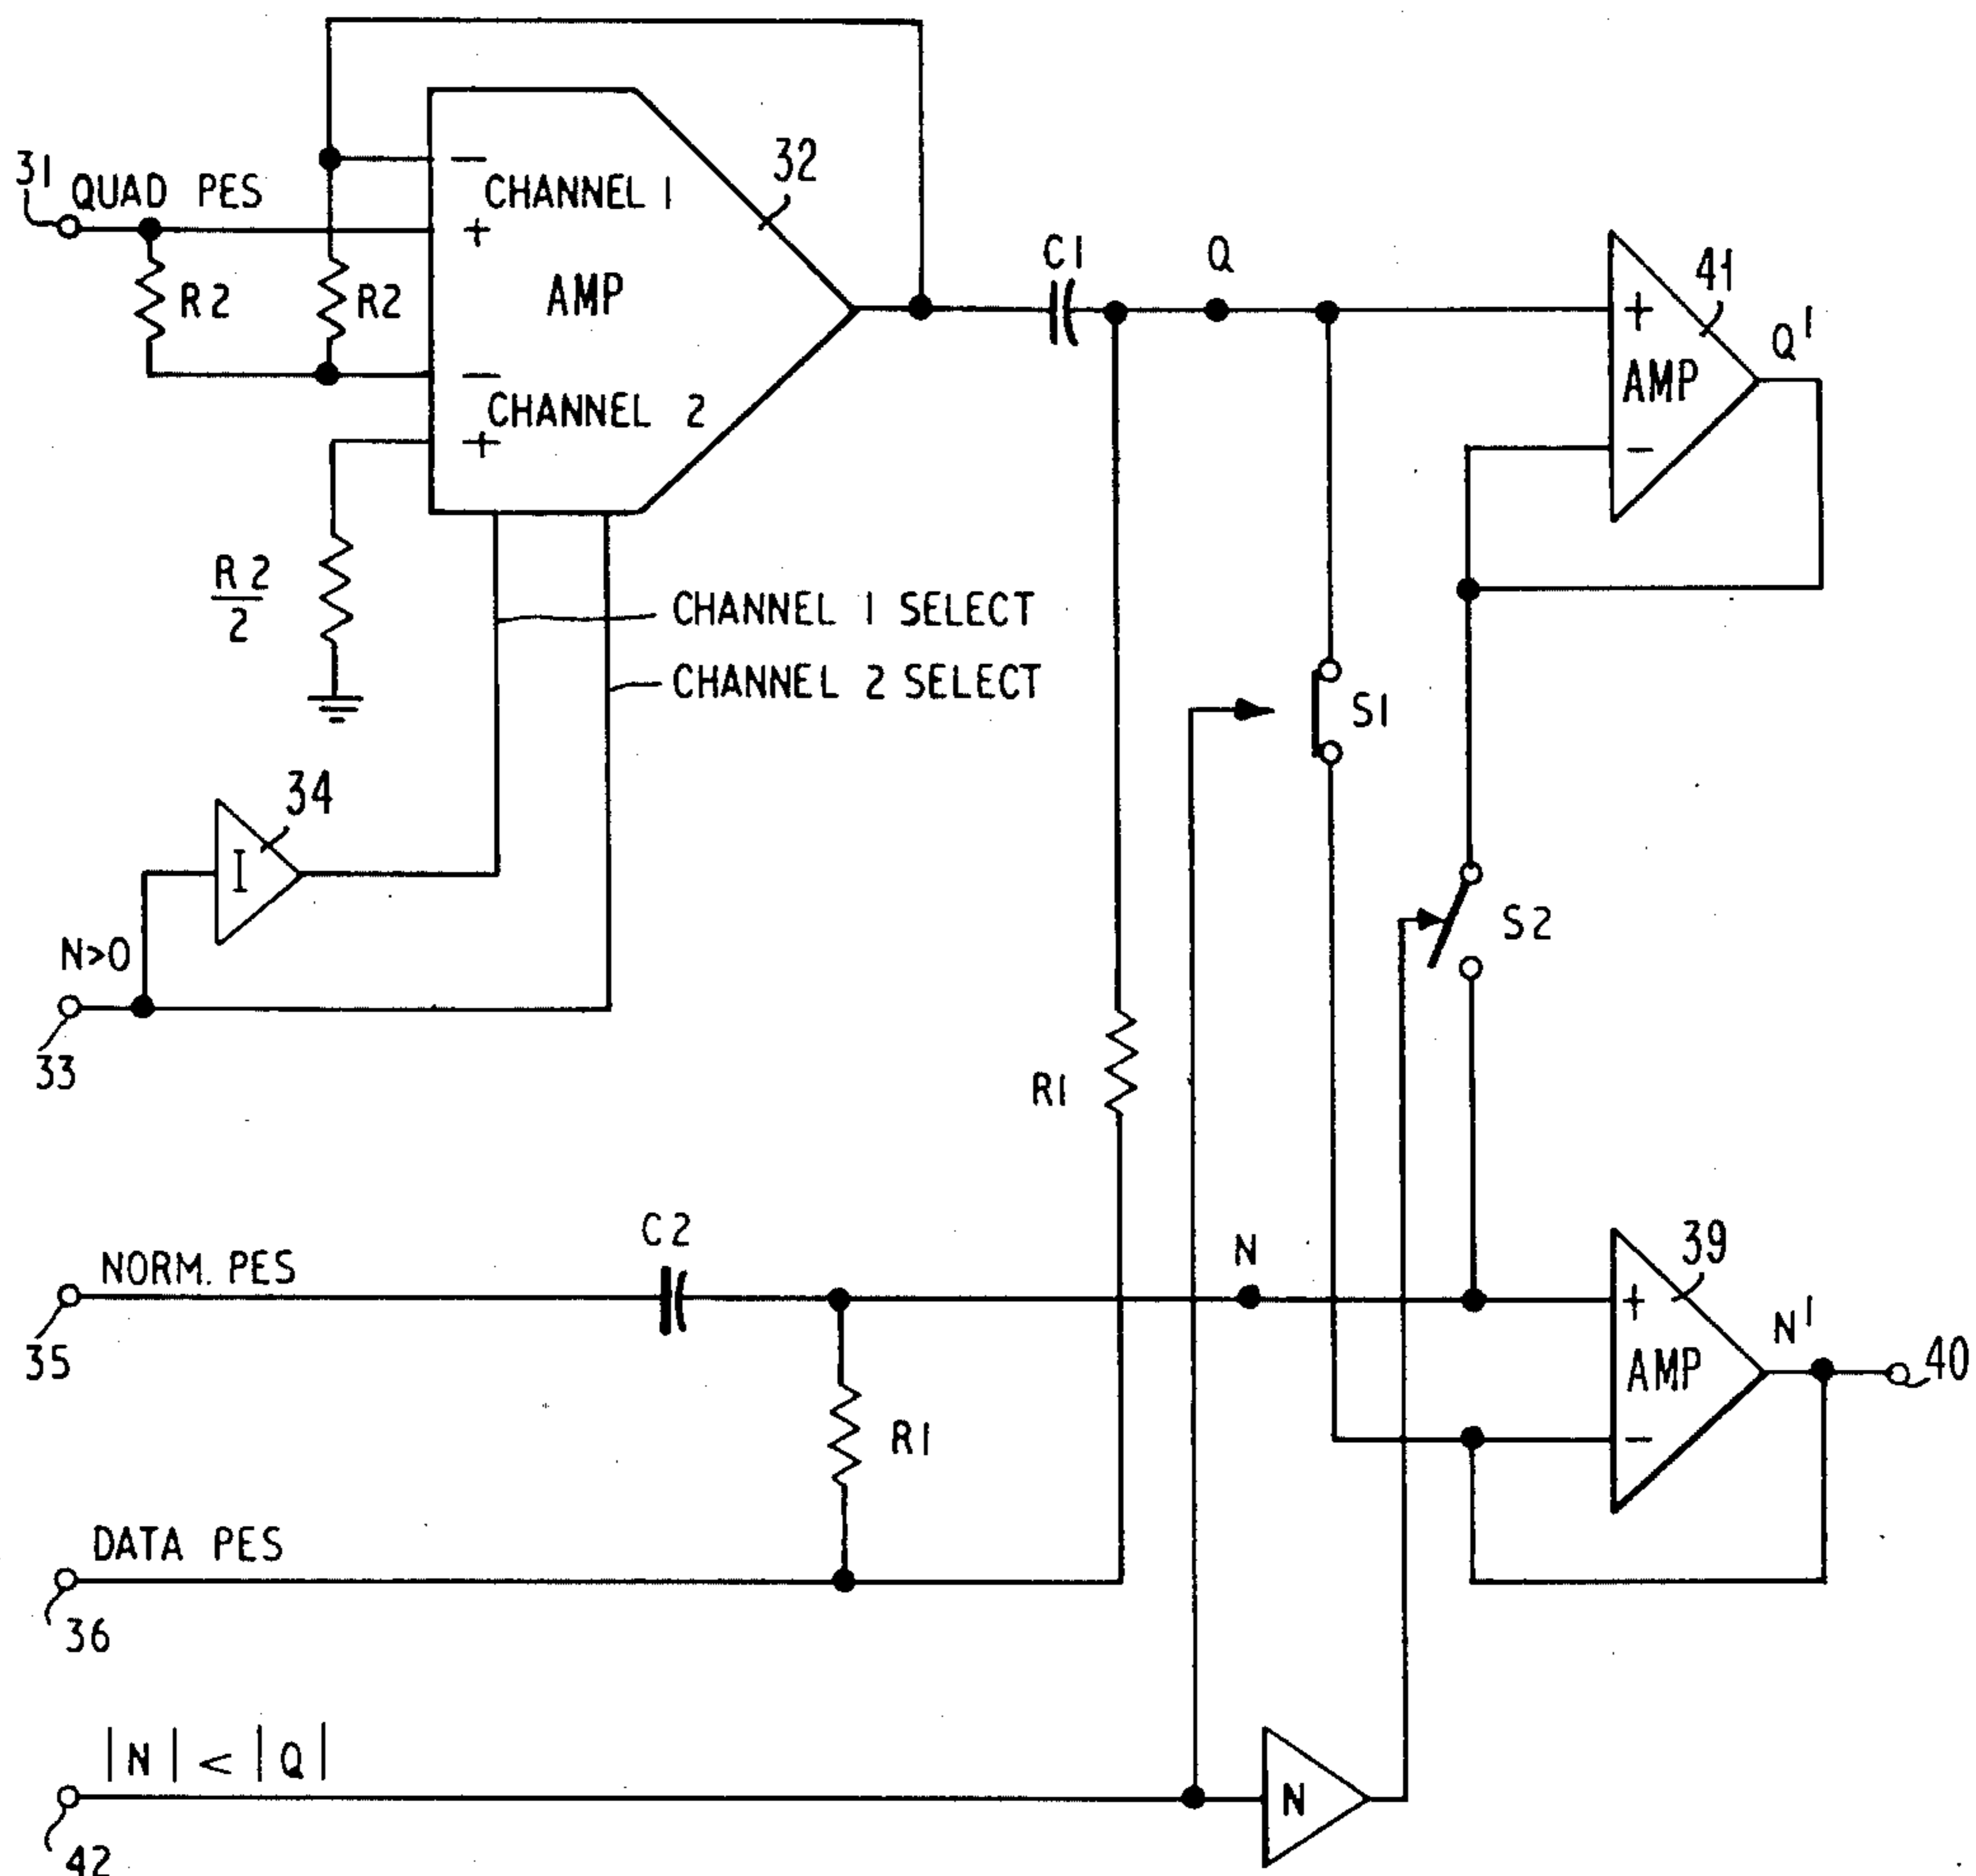 31
QUAD PES
R2
R2
−
CHANNEL 1
+
AMP
−
CHANNEL 2
+
32
C1
Q
+
AMP
−
41
Q'
R2
2
CHANNEL 1 SELECT
CHANNEL 2 SELECT
S1
34
I
N>0
33
S2
R1
C2
N
NORM. PES
35
R1
+
AMP
−
39
N'
40
DATA PES
36
|N| < |Q|
42
N